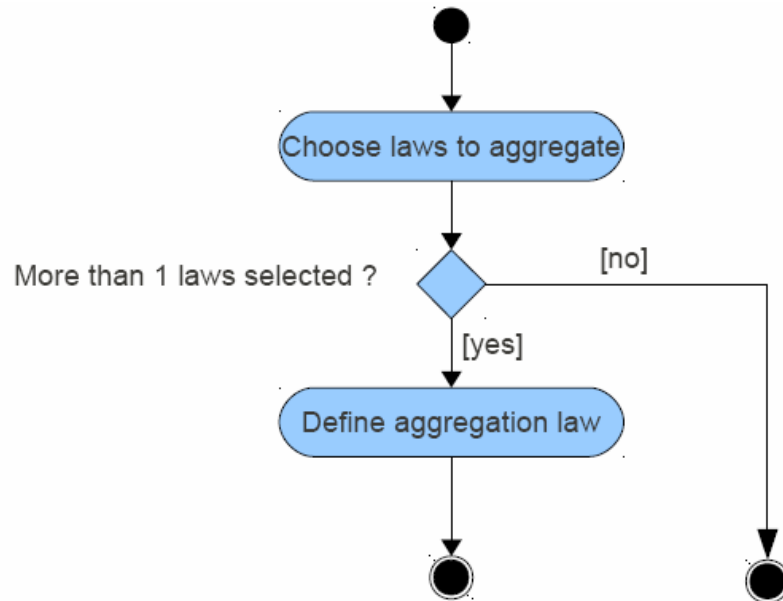 Choose laws to aggregate
More than 1 laws selected ?
[no]
[yes]
Define aggregation law